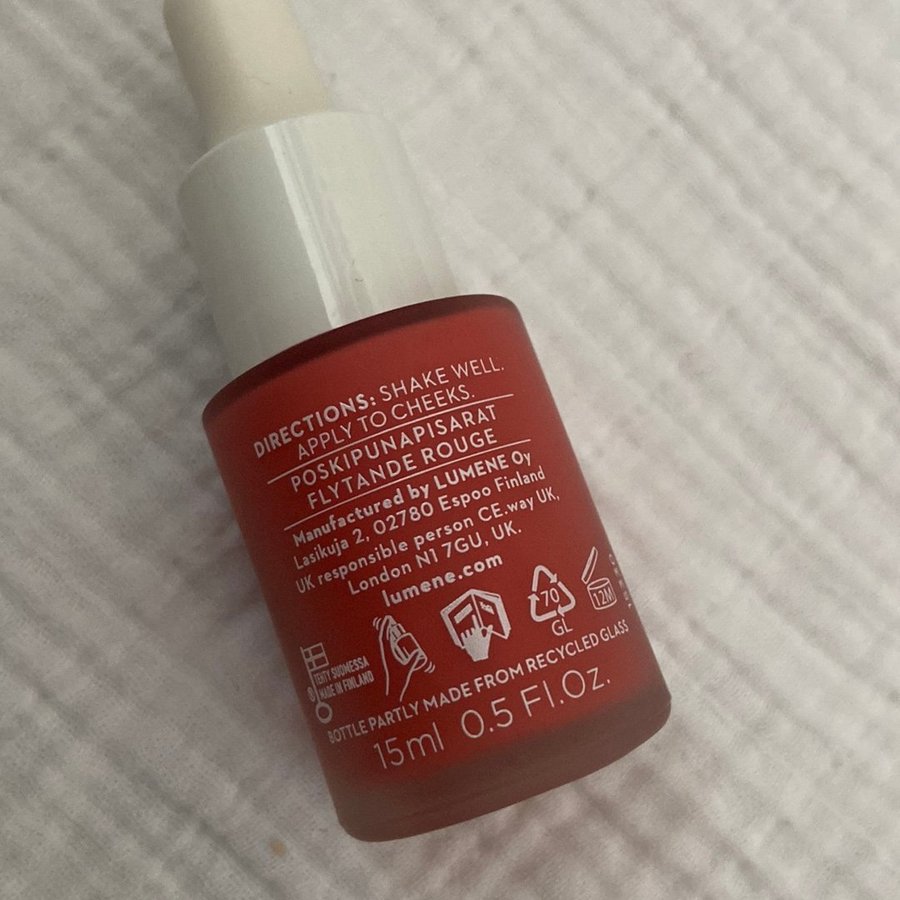 DIRECTIONS: SHAKE WELL.
APPLY TO CHEEKS.
POSKIPUNAPISARAT
FLYTANDE ROUGE
Manufactured by LUMENE Oy
Lasikuja 2, 02780 Espoo Finland
UK responsible person CE.way UK,
London N1 7GU, UK.
lumene.com
TEHTY SUOMESSA
MADE IN FINLAND
70
GL
12M
BOTTLE PARTLY MADE FROM RECYCLED GLASS
15ml 0.5 Fl.Oz.